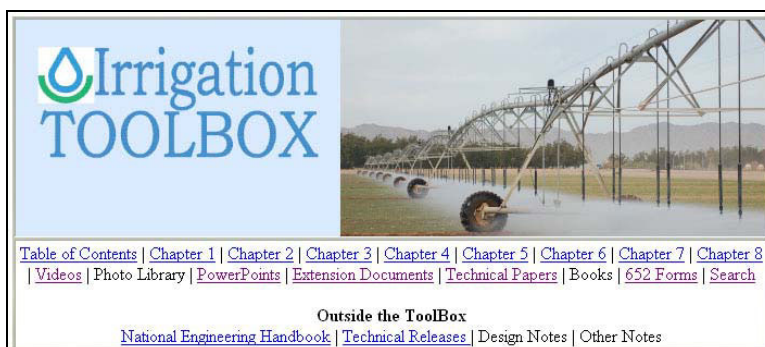 Irrigation
TOOLBOX
Table of Contents | Chapter 1 | Chapter 2 | Chapter 3 | Chapter 4 | Chapter 5 | Chapter 6 | Chapter 7 | Chapter 8
| Videos | Photo Library | PowerPoints | Extension Documents | Technical Papers | Books | 652 Forms | Search
Outside the ToolBox
National Engineering Handbook | Technical Releases | Design Notes | Other Notes